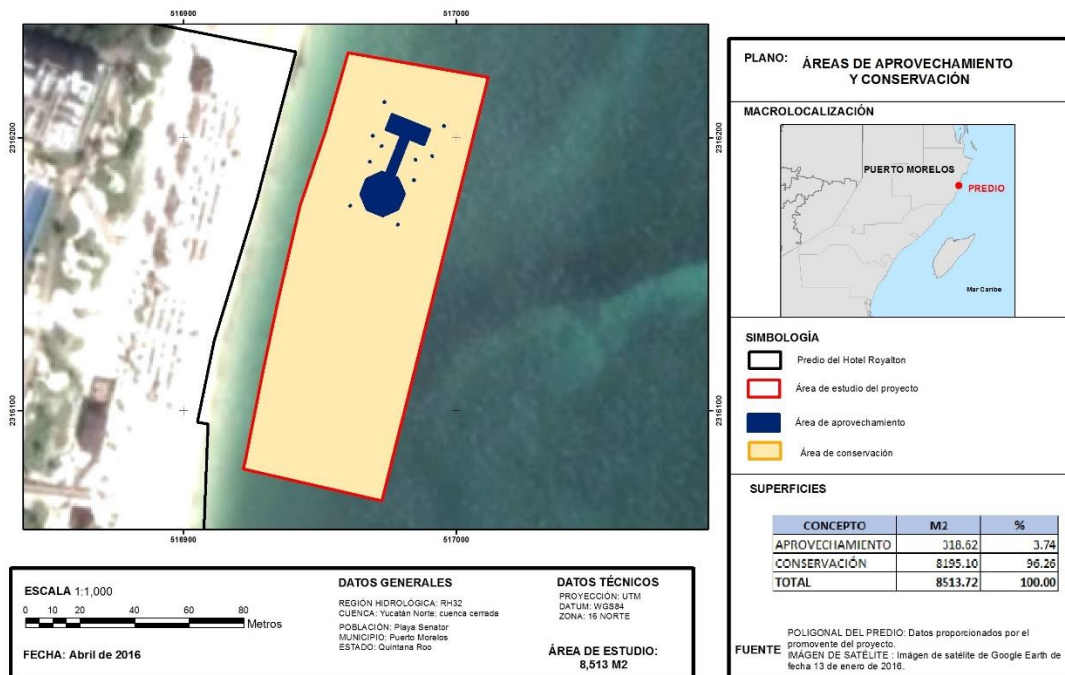 516900
517000
2316200
2316200
2316100
2316100
516900
517000
PLANO: ÁREAS DE APROVECHAMIENTO
Y CONSERVACIÓN
MACROLOCALIZACIÓN
PUERTO MORELOS
PREDIO
Mar Caribe
SIMBOLOGÍA
Predio del Hotel Royalton
Área de estudio del proyecto
Área de aprovechamiento
Área de conservación
SUPERFICIES
CONCEPTO M2 %
APROVECHAMIENTO 318.62 3.74
CONSERVACIÓN 8195.10 96.26
TOTAL 8513.72 100.00
FUENTE
POLIGONAL DEL PREDIO: Datos proporcionados por el
promovente del proyecto.
IMÁGEN DE SATÉLITE : Imágen de satélite de Google Earth de
fecha 13 de enero de 2016.
ESCALA 1:1,000
0 10 20 40 60 80
Metros
FECHA: Abril de 2016
DATOS GENERALES
REGIÓN HIDROLÓGICA: RH32
CUENCA: Yucatán Norte; cuenca cerrada
POBLACIÓN: Playa Senator
MUNICIPIO: Puerto Morelos
ESTADO: Quintana Roo
DATOS TÉCNICOS
PROYECCIÓN: UTM
DATUM: WGS84
ZONA: 16 NORTE
ÁREA DE ESTUDIO:
8,513 M2